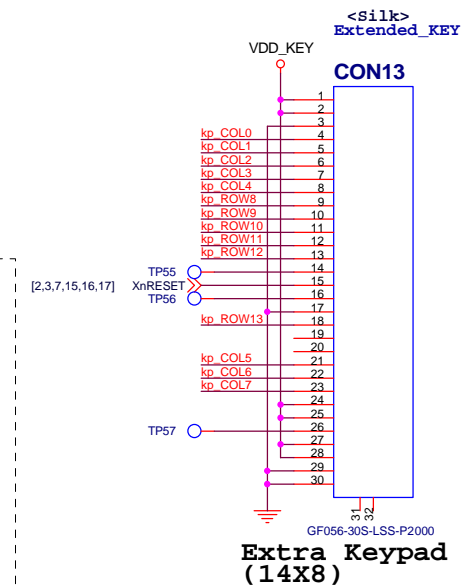 <Silk>
Extended_KEY
VDD_KEY
CON13
1
2
3
kp_COL0 4
kp_COL1 5
kp_COL2 6
kp_COL3 7
kp_COL4 8
kp_ROW8 9
kp_ROW9 10
kp_ROW10 11
kp_ROW11 12
kp_ROW12 13
TP55 14
[2,3,7,15,16,17] XnRESET 15
TP56 16
17
kp_ROW13 18
19
20
kp_COL5 21
kp_COL6 22
kp_COL7 23
24
25
TP57 26
27
28
29
30
31 32
GF056-30S-LSS-P2000
Extra Keypad
(14X8)